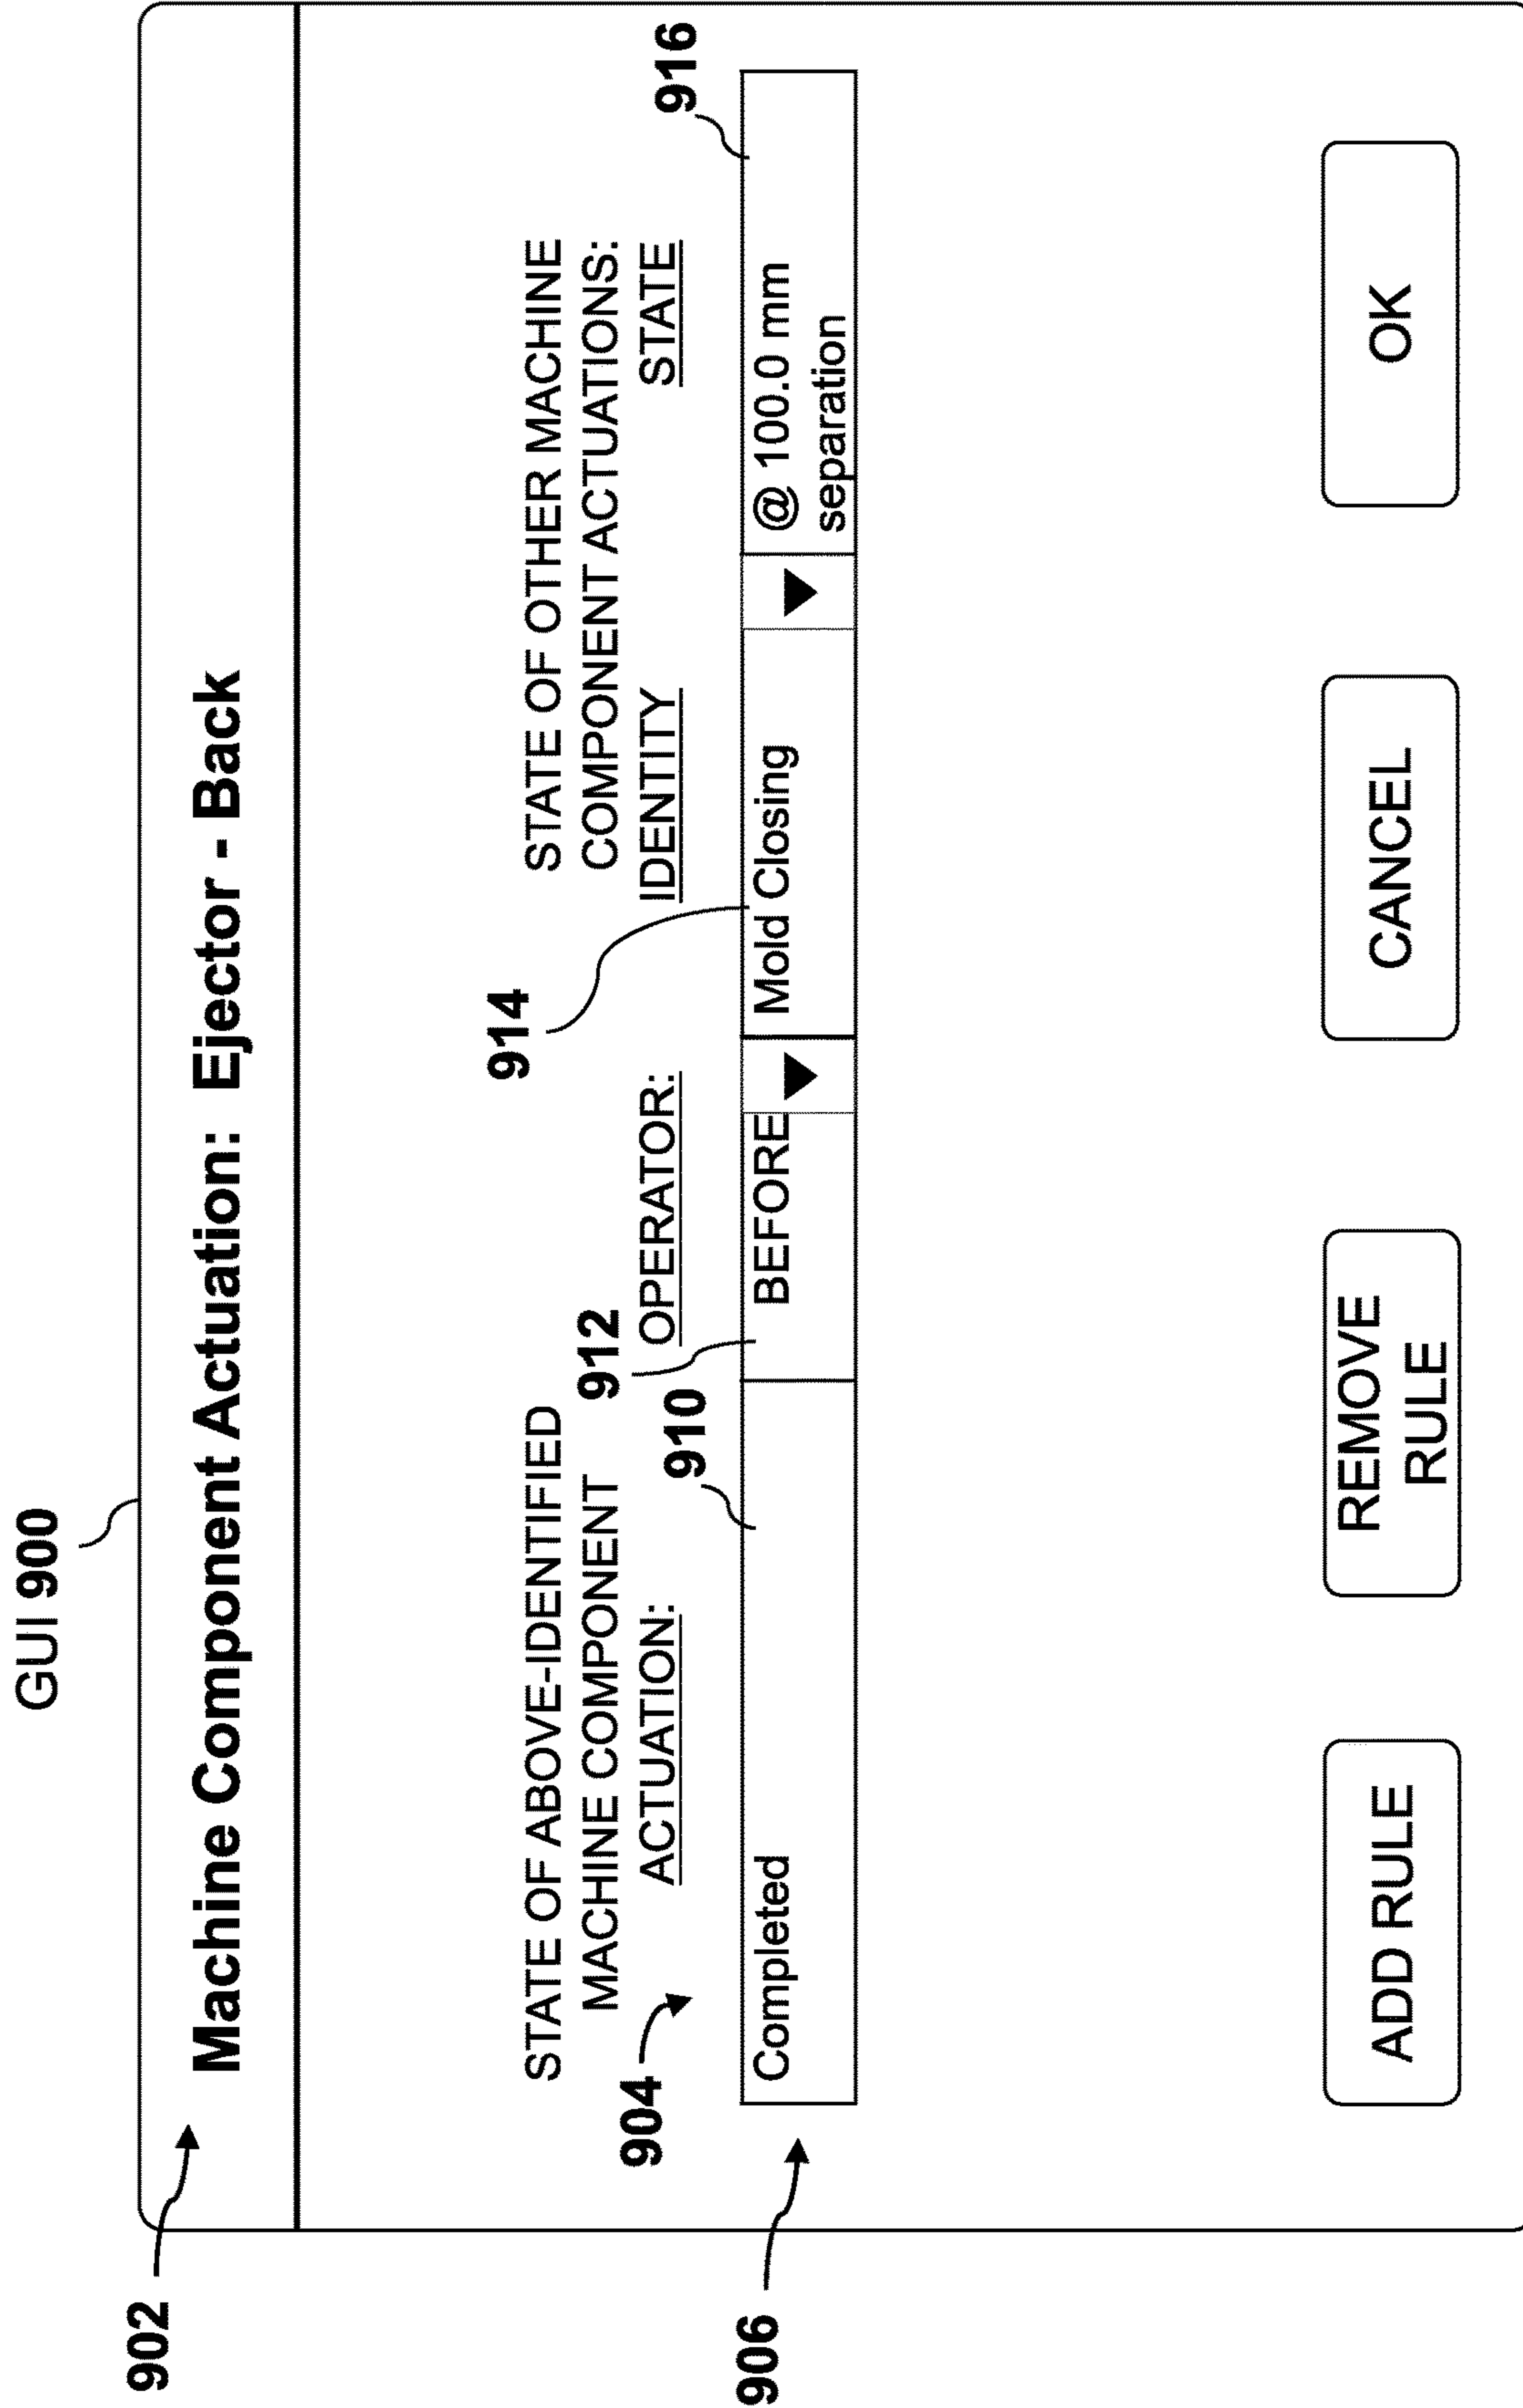 GUI 900
902
Machine Component Actuation: Ejector - Back
904
STATE OF ABOVE-IDENTIFIED
MACHINE COMPONENT
ACTUATION:
910
912
OPERATOR:
914
STATE OF OTHER MACHINE
COMPONENT ACTUATIONS:
IDENTITY
STATE
916
906
Completed
BEFORE
Mold Closing
@ 100.0 mm
separation
ADD RULE
REMOVE
RULE
CANCEL
OK